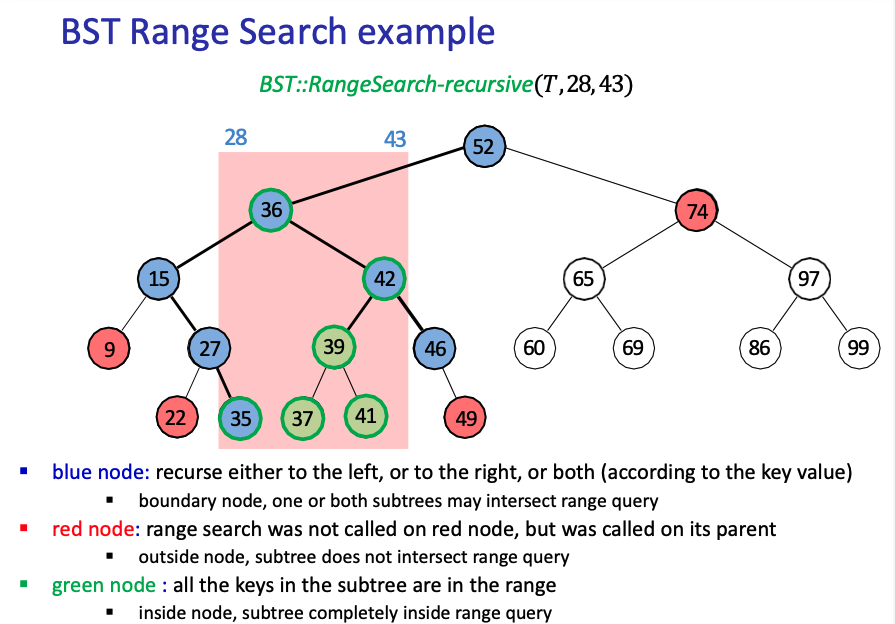 BST Range Search example
BST::RangeSearch-recursive(T,28,43)
28 43
52
36 74
15 42 65 97
9 27 39 46 60 69 86 99
22 35 37 41 49
▪ blue node: recurse either to the left, or to the right, or both (according to the key value)
▪ boundary node, one or both subtrees may intersect range query
▪ red node: range search was not called on red node, but was called on its parent
▪ outside node, subtree does not intersect range query
▪ green node : all the keys in the subtree are in the range
▪ inside node, subtree completely inside range query